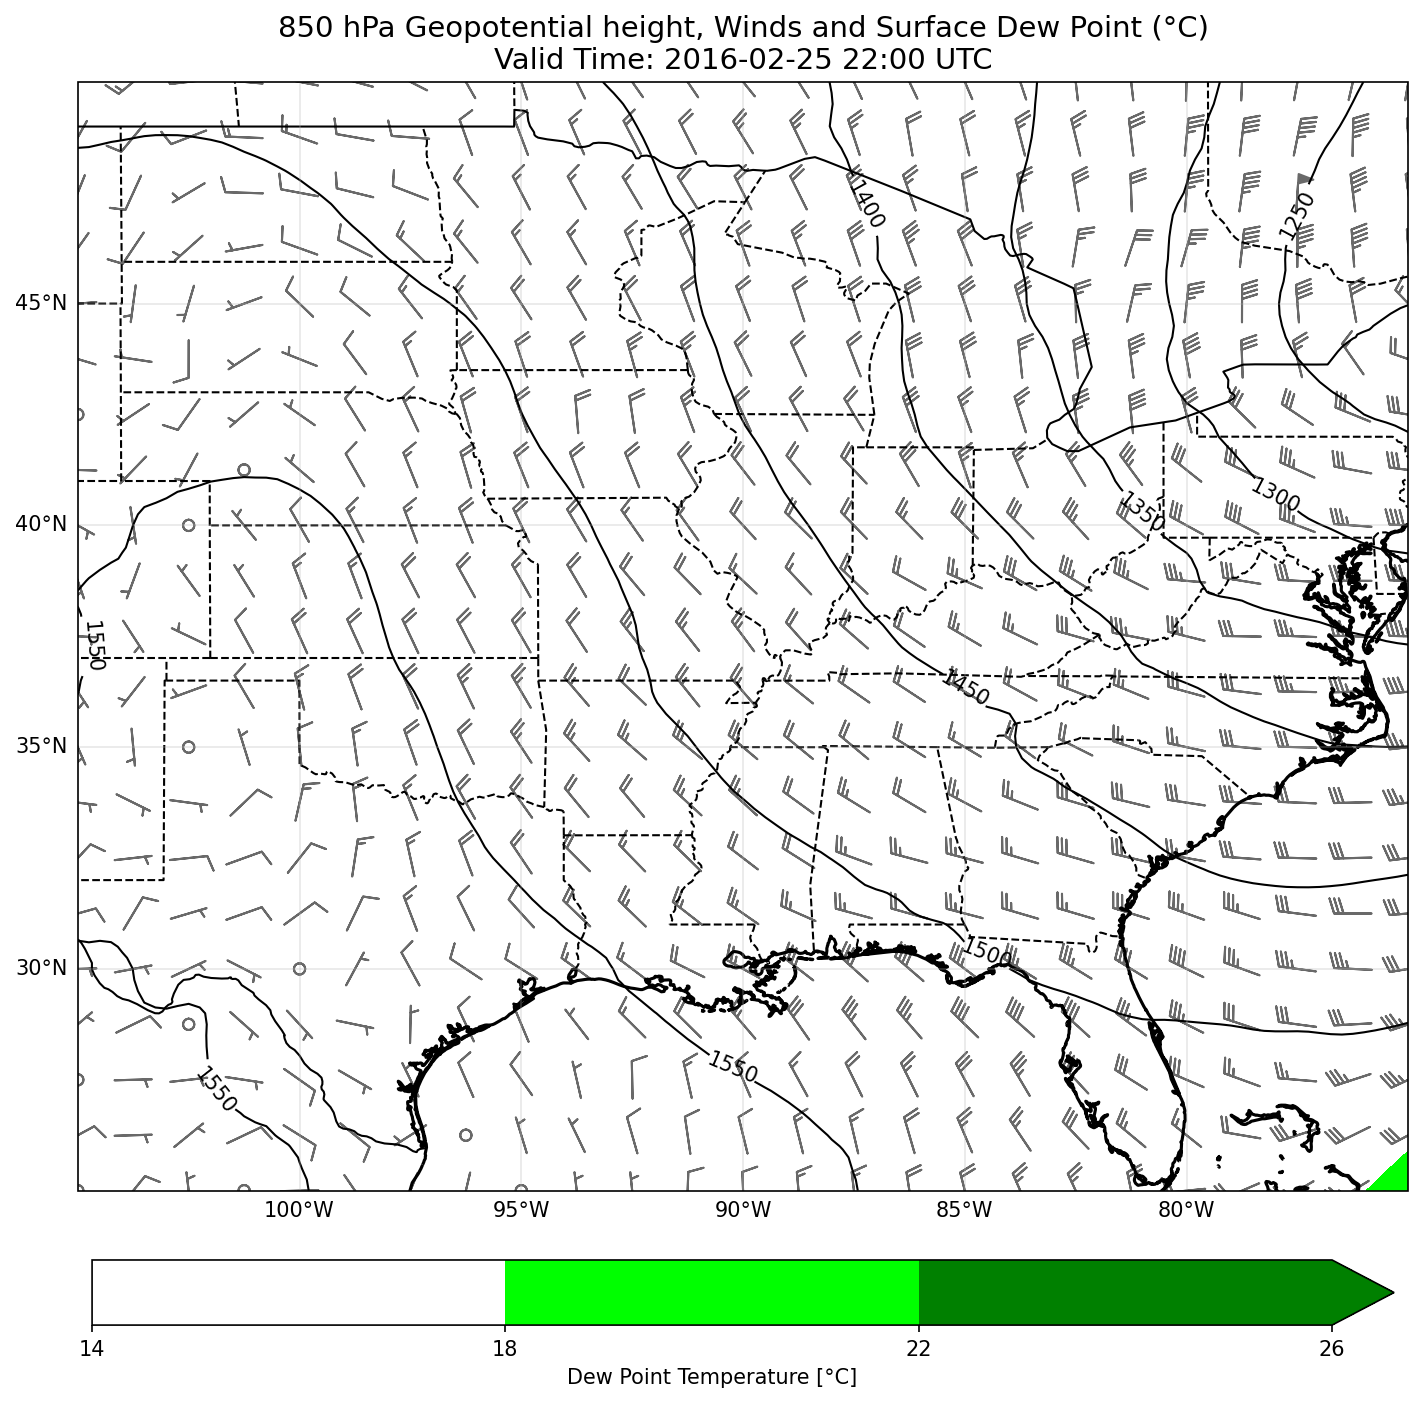 850 hPa Geopotential height, Winds and Surface Dew Point (°C)
Valid Time: 2016-02-25 22:00 UTC
1400
1250
45°N
1300
1350
40°N
1550
1450
35°N
1500
30°N
1550
1550
100°W 95°W 90°W 85°W 80°W
14 18 22 26
Dew Point Temperature [°C]